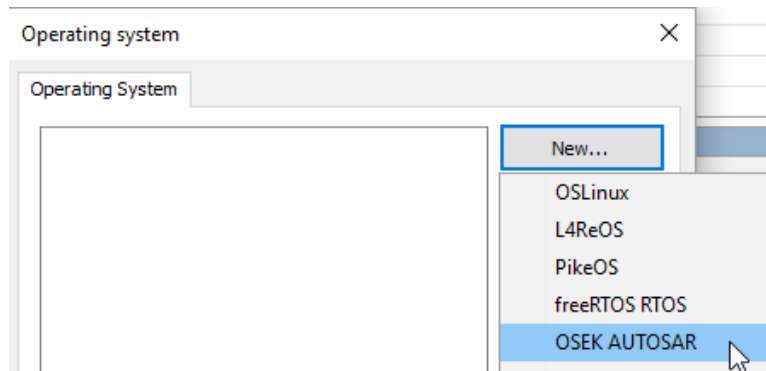 Operating system
Operating System
New...
OSLinux
L4ReOS
PikeOS
freeRTOS RTOS
OSEK AUTOSAR